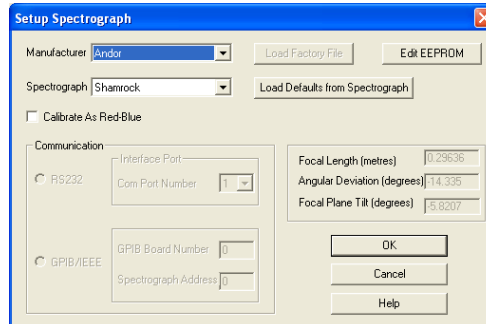 Setup Spectrograph
Manufacturer Andor Load Factory File Edit EEPROM
Spectrograph Shamrock Load Defaults from Spectrograph
Calibrate As Red-Blue
Communication
Interface Port
RS232 Com Port Number 1
GPIB/IEEE GPIB Board Number 0
Spectrograph Address 0
Focal Length (metres) 0.29636
Angular Deviation (degrees) -14.335
Focal Plane Tilt (degrees) -5.8207
OK
Cancel
Help